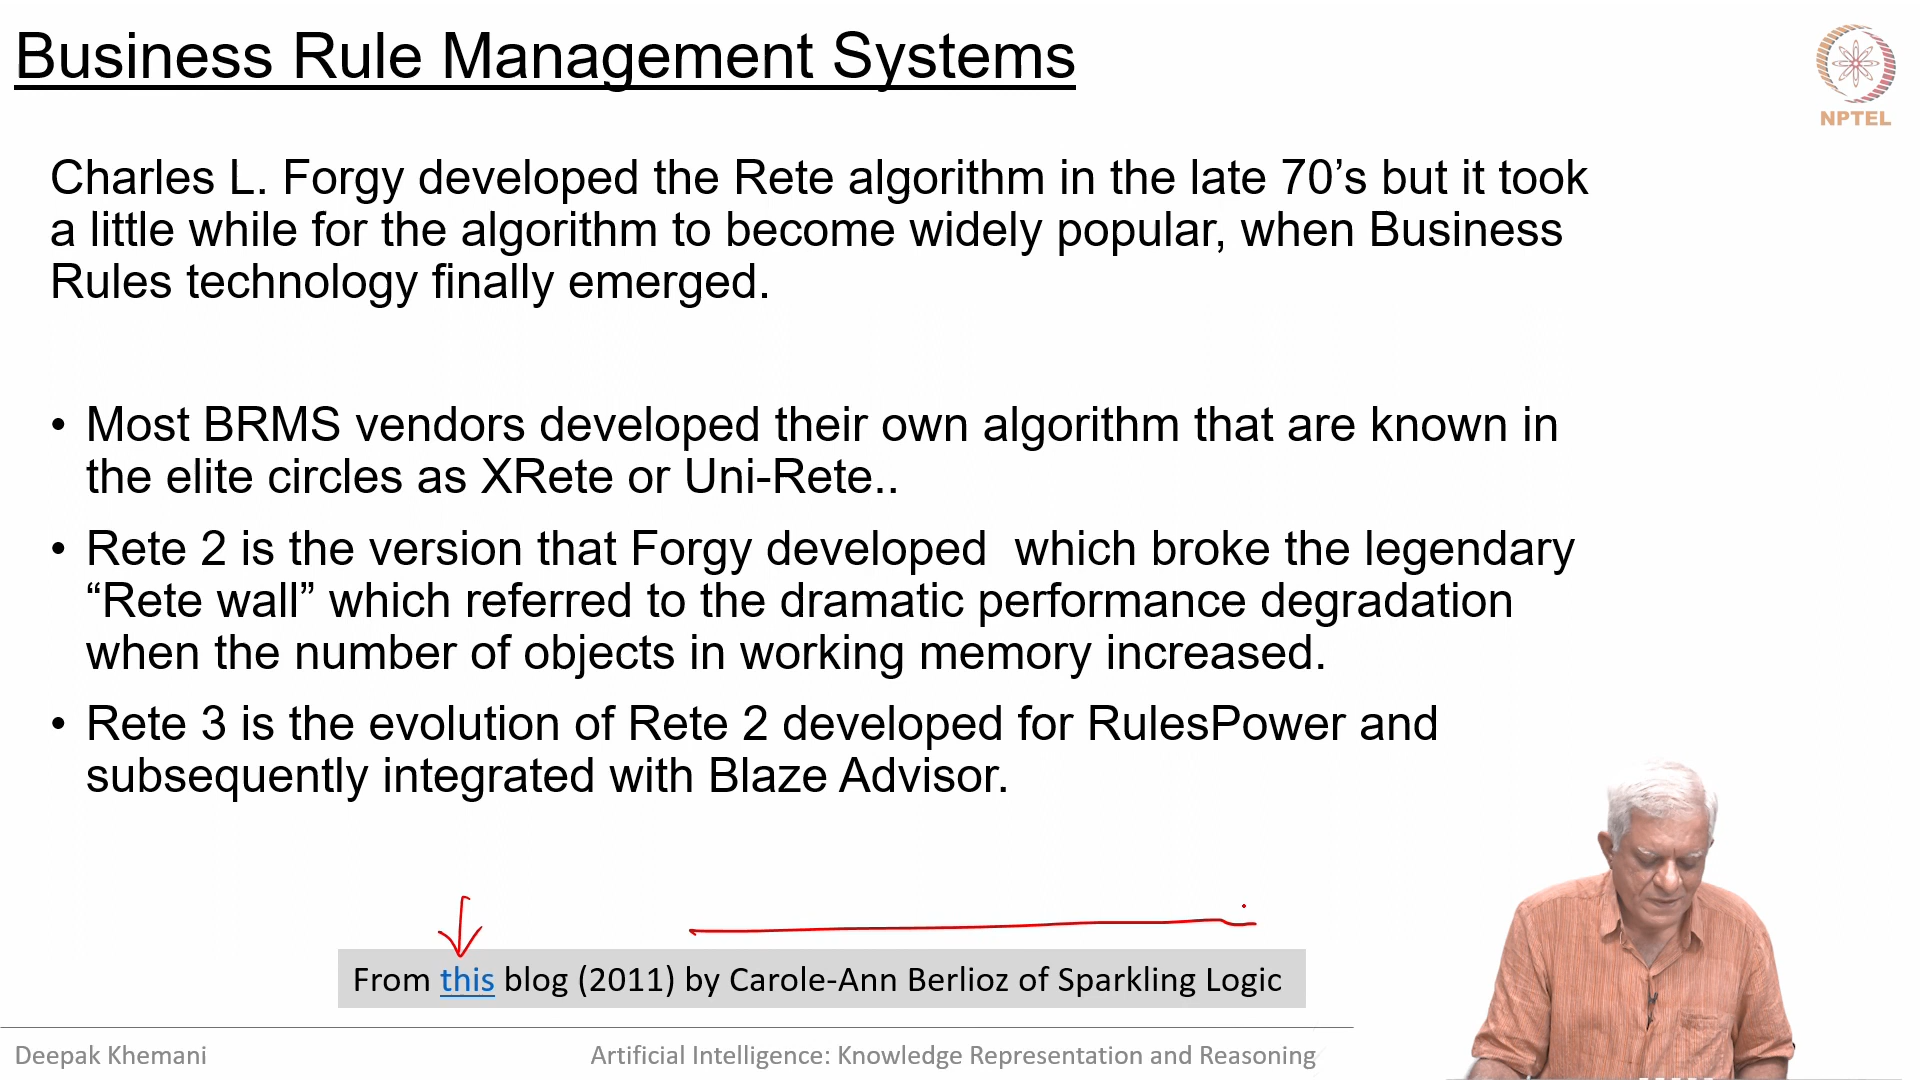 Business Rule Management Systems
NPTEL
Charles L. Forgy developed the Rete algorithm in the late 70’s but it took
a little while for the algorithm to become widely popular, when Business
Rules technology finally emerged.
• Most BRMS vendors developed their own algorithm that are known in
the elite circles as XRete or Uni-Rete..
• Rete 2 is the version that Forgy developed  which broke the legendary
“Rete wall” which referred to the dramatic performance degradation
when the number of objects in working memory increased.
• Rete 3 is the evolution of Rete 2 developed for RulesPower and
subsequently integrated with Blaze Advisor.
From this blog (2011) by Carole-Ann Berlioz of Sparkling Logic
Deepak Khemani
Artificial Intelligence: Knowledge Representation and Reasoning